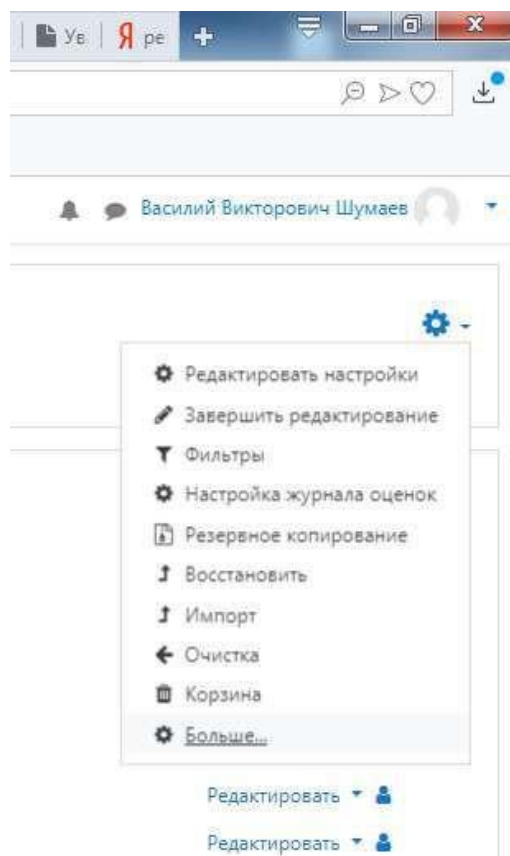 Ув Я ре
Василий Викторович Шумаев
Редактировать настройки
Завершить редактирование
Фильтры
Настройка журнала оценок
Резервное копирование
Восстановить
Импорт
Очистка
Корзина
Больше...
Редактировать
Редактировать